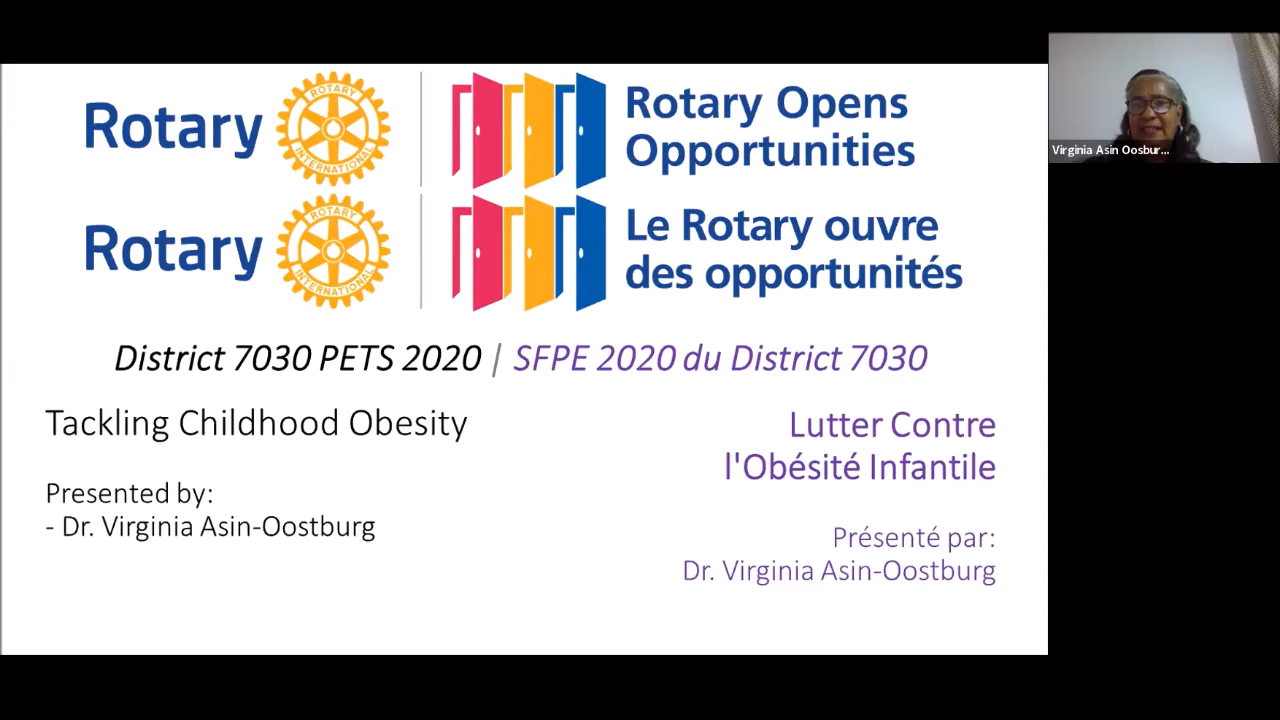 Rotary
ROTARY
INTERNATIONAL
Rotary Opens
Opportunities
Rotary
ROTARY
INTERNATIONAL
Le Rotary ouvre
des opportunités
District 7030 PETS 2020 | SFPE 2020 du District 7030
Tackling Childhood Obesity
Presented by:
- Dr. Virginia Asin-Oostburg
Lutter Contre
l'Obésité Infantile
Présenté par:
Dr. Virginia Asin-Oostburg
Virginia Asin Oosbur...